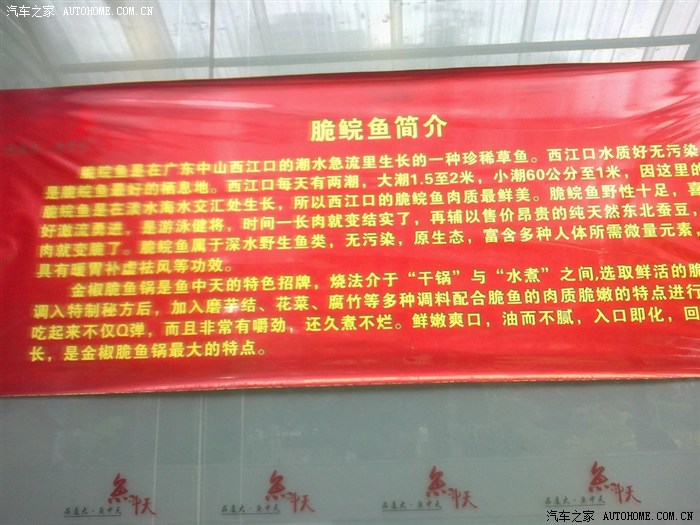 汽车之家 AUTOHOME.COM.CN
脆鲩鱼简介
脆鲩鱼是在广东中山西江口的潮水急流里生长的一种珍稀草鱼。西江口水质好无污染
是脆鲩鱼最好的栖息地。西江口每天有两潮，大潮1.5至2米，小潮60公分至1米，因这里的
脆鲩鱼是在淡水海水交汇处生长，所以西江口的脆鲩鱼肉质最鲜美。脆鲩鱼野性十足，喜
好激流勇进，是游泳健将，时间一长肉就变结实了，再辅以售价昂贵的纯天然东北蚕豆，
肉就变脆了。脆鲩鱼属于深水野生鱼类，无污染，原生态，富含多种人体所需微量元素，
具有暖胃补虚祛风等功效。
金椒脆鱼锅是鱼中天的特色招牌，烧法介于“干锅”与“水煮”之间,选取鲜活的脆
调入特制秘方后，加入磨芋结、花菜、腐竹等多种调料配合脆鱼的肉质脆嫩的特点进行
吃起来不仅Q弹，而且非常有嚼劲，还久煮不烂。鲜嫩爽口，油而不腻，入口即化，回
长，是金椒脆鱼锅最大的特点。
汽车之家 AUTOHOME.COM.CN